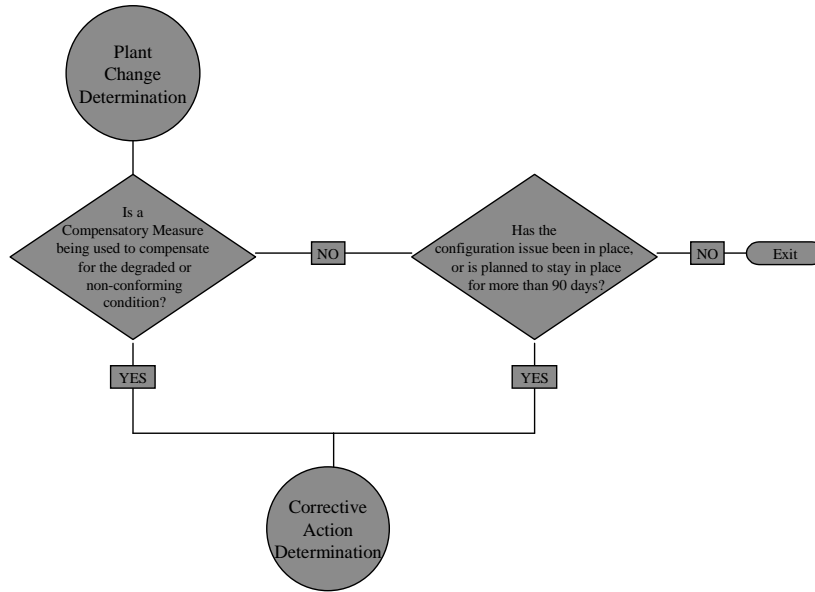 Plant
Change
Determination
Is a
Compensatory Measure
being used to compensate
for the degraded or
non-conforming
condition?
NO
Has the
configuration issue been in place,
or is planned to stay in place
for more than 90 days?
NO
Exit
YES
YES
Corrective
Action
Determination